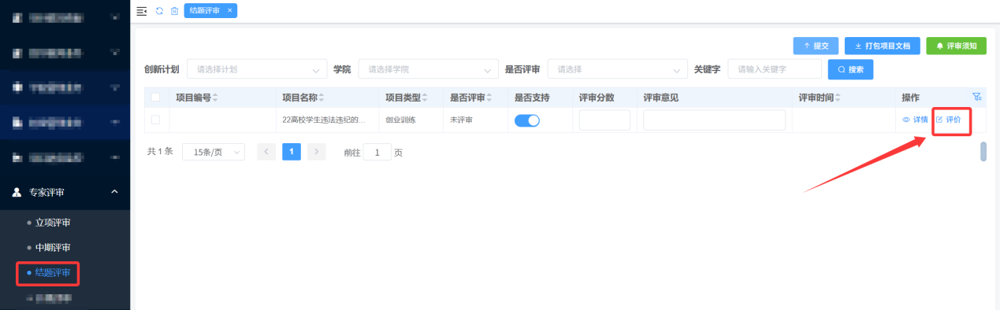 结题评审 ×
提交 打包项目文档 评审须知
创新计划 请选择计划 学院 请选择学院 是否评审 请选择 关键字 请输入关键字 搜索
项目编号 项目名称 项目类型 是否评审 是否支持 评审分数 评审意见 评审时间 操作
22高校学生违法违纪的... 创业训练 未评审 详情 评价
共 1 条 15条/页 < 1 > 前往 1 页
专家评审
立项评审
中期评审
结题评审